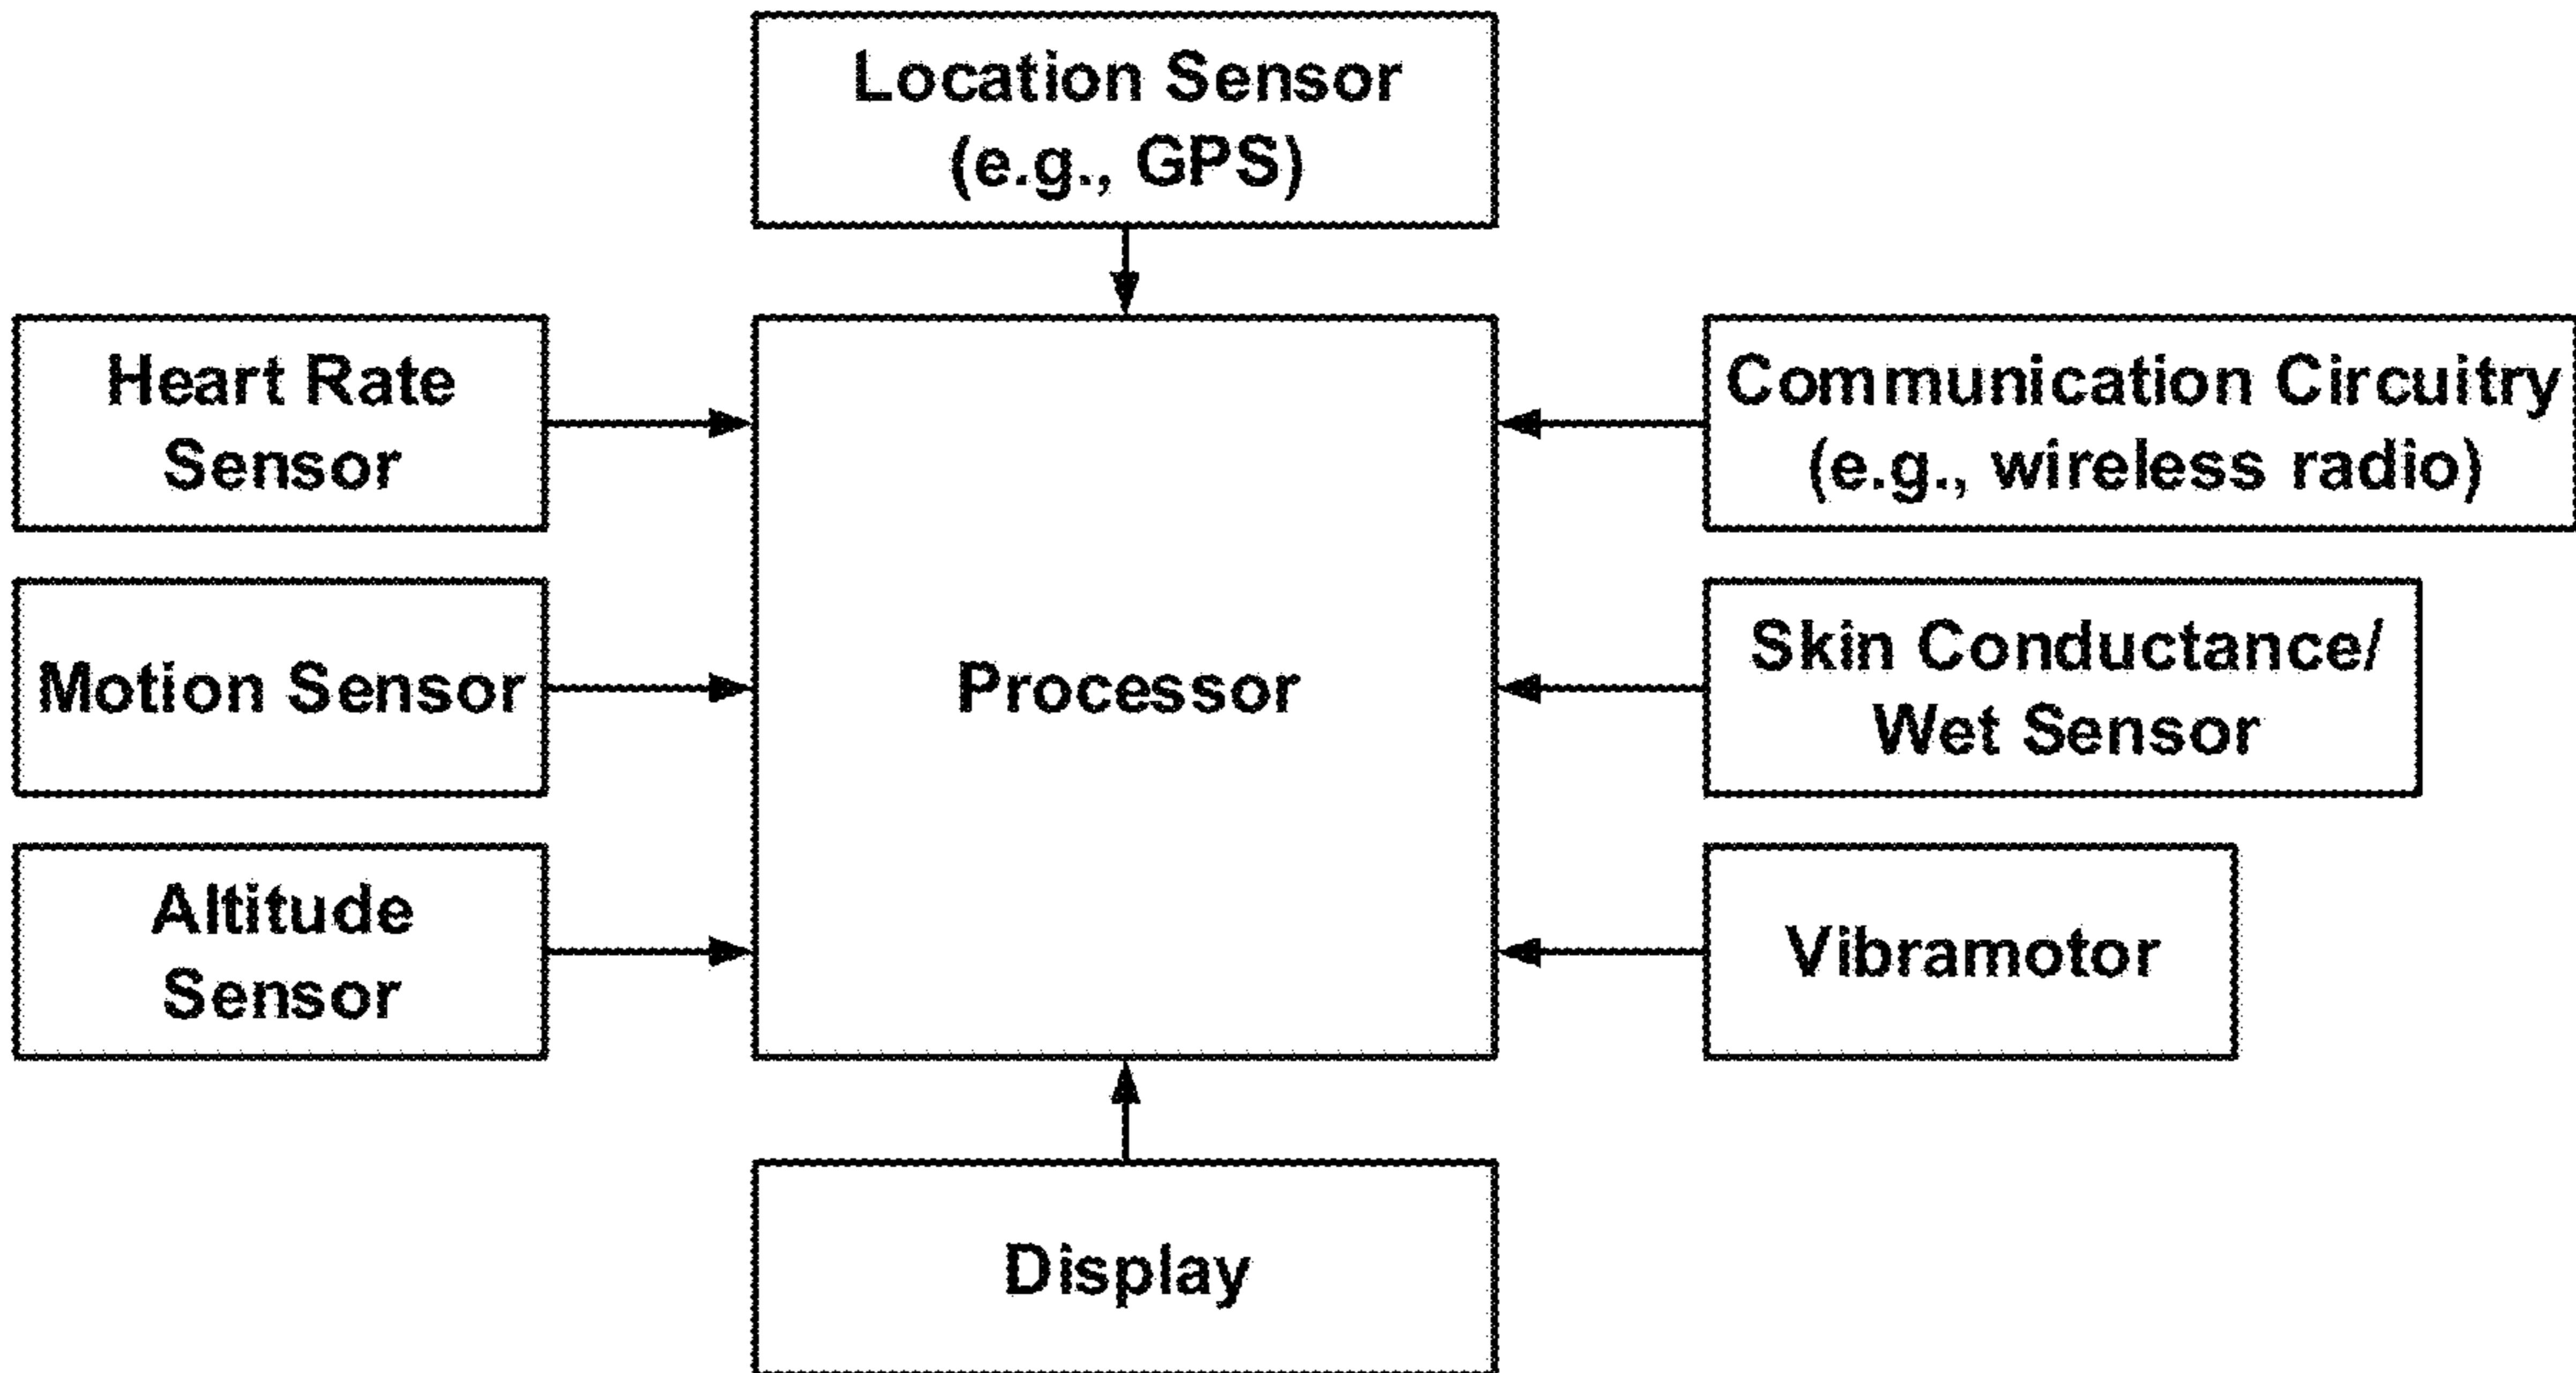 Location Sensor
(e.g., GPS)
Heart Rate
Sensor
Communication Circuitry
(e.g., wireless radio)
Motion Sensor
Processor
Skin Conductance/
Wet Sensor
Altitude
Sensor
Vibramotor
Display